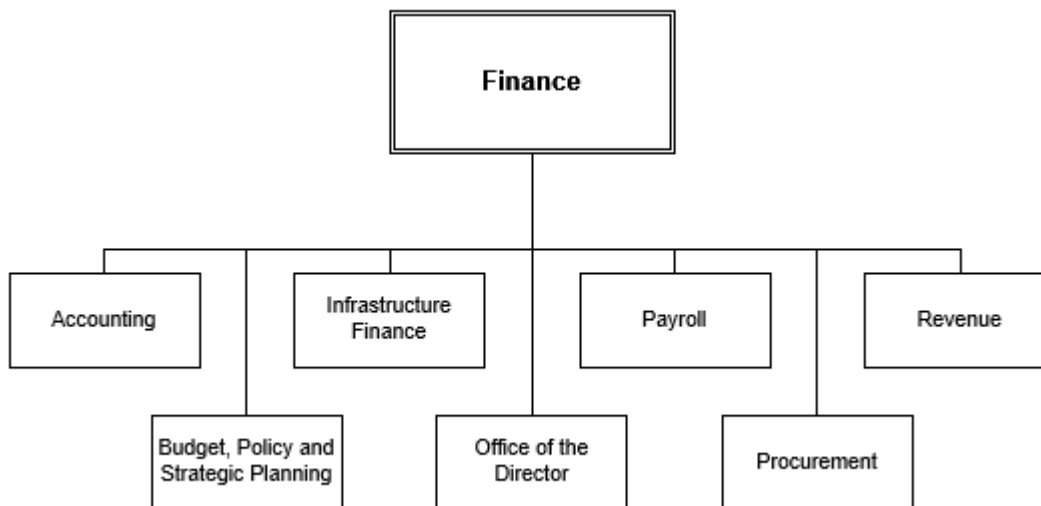 Finance
Accounting
Infrastructure
Finance
Payroll
Revenue
Budget, Policy and
Strategic Planning
Office of the
Director
Procurement